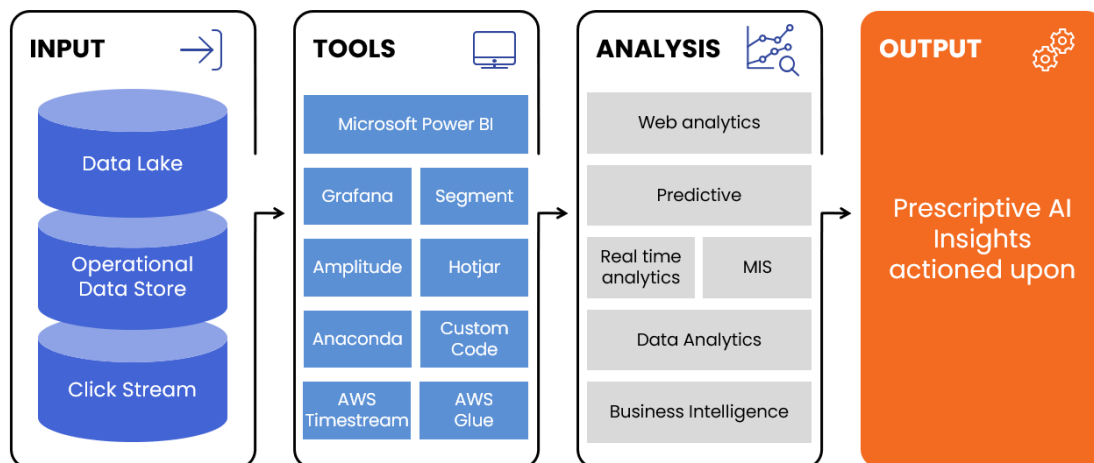 INPUT
Data Lake
Operational
Data Store
Click Stream
TOOLS
Microsoft Power BI
Grafana
Segment
Amplitude
Hotjar
Anaconda
Custom
Code
AWS
Timestream
AWS
Glue
ANALYSIS
Web analytics
Predictive
Real time
analytics
MIS
Data Analytics
Business Intelligence
OUTPUT
Prescriptive AI
Insights
actioned upon